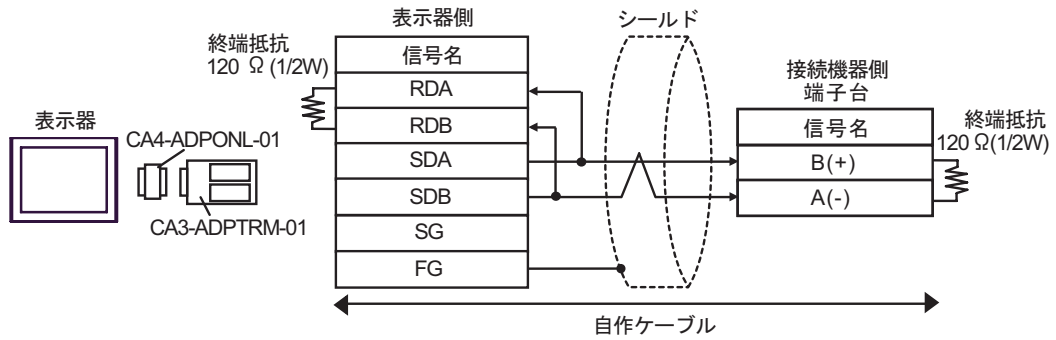 表示器側
シールド
終端抵抗
120 Ω (1/2W)
信号名
RDA
RDB
SDA
SDB
SG
FG
表示器
CA4-ADPONL-01
CA3-ADPTRM-01
接続機器側
端子台
信号名
B(+)
A(-)
終端抵抗
120 Ω(1/2W)
自作ケーブル